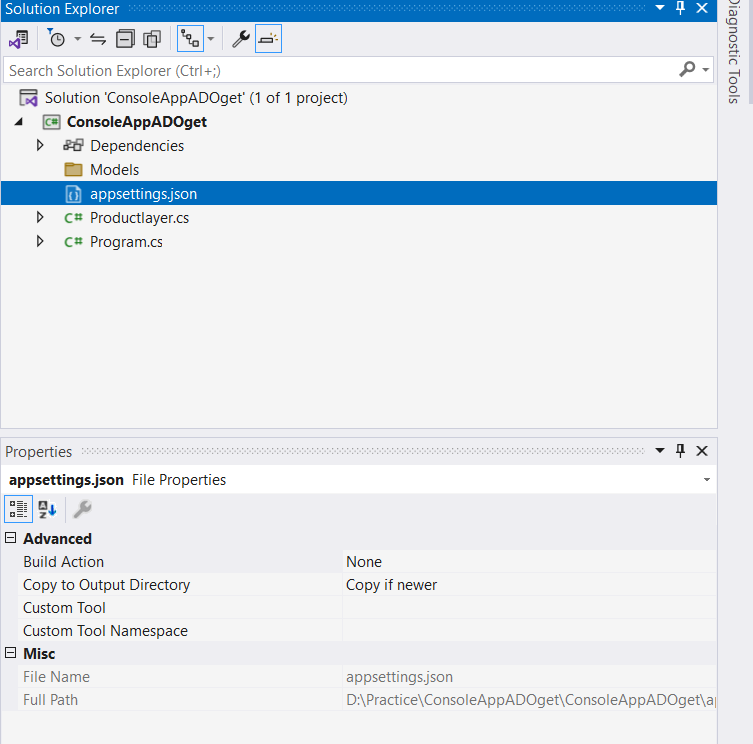 Solution Explorer
Diagnostic Tools
Search Solution Explorer (Ctrl+;)
Solution 'ConsoleAppADOget' (1 of 1 project)
C# ConsoleAppADOget
Dependencies
Models
appsettings.json
C# Productlayer.cs
C# Program.cs
Properties
appsettings.json File Properties
Advanced
Build Action None
Copy to Output Directory Copy if newer
Custom Tool
Custom Tool Namespace
Misc
File Name appsettings.json
Full Path D:\Practice\ConsoleAppADOget\ConsoleAppADOget\ap